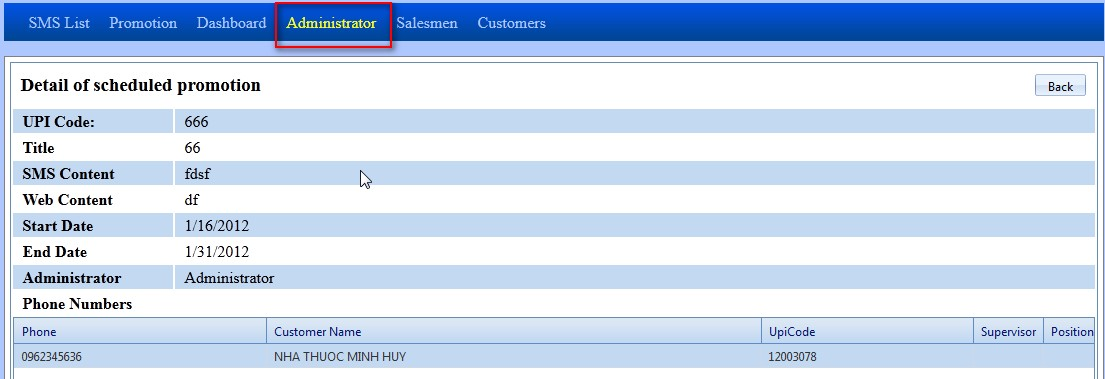 SMS List Promotion Dashboard Administrator Salesmen Customers
Detail of scheduled promotion Back
UPI Code: 666
Title 66
SMS Content fdsf
Web Content df
Start Date 1/16/2012
End Date 1/31/2012
Administrator Administrator
Phone Numbers
Phone Customer Name UpiCode Supervisor Position
0962345636 NHA THUOC MINH HUY 12003078